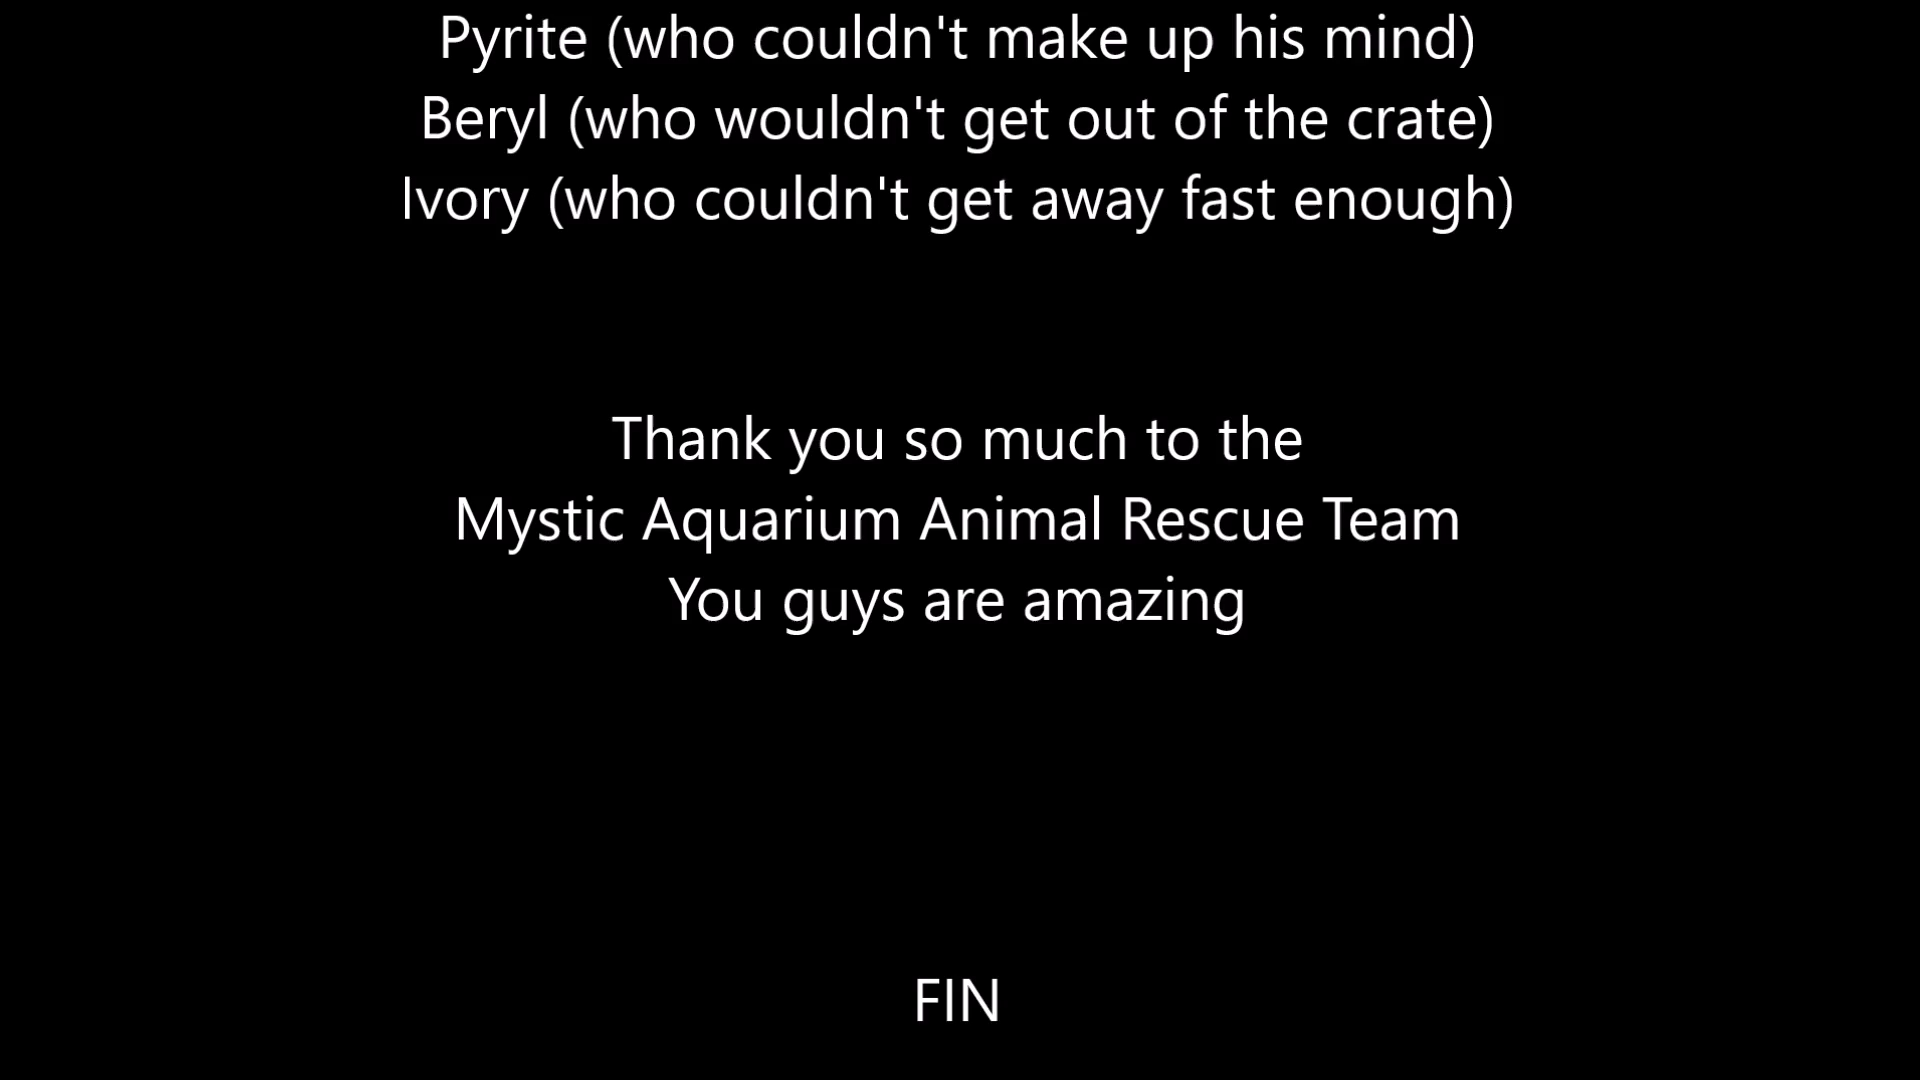 Pyrite (who couldn't make up his mind)
Beryl (who wouldn't get out of the crate)
Ivory (who couldn't get away fast enough)
Thank you so much to the
Mystic Aquarium Animal Rescue Team
You guys are amazing
FIN